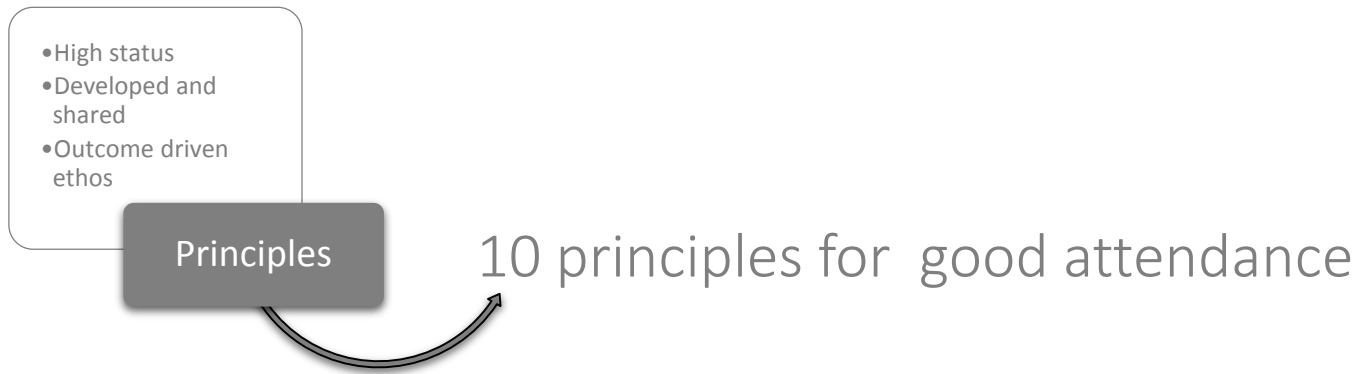 •High status
•Developed and
shared
•Outcome driven
ethos
Principles
10 principles for  good attendance